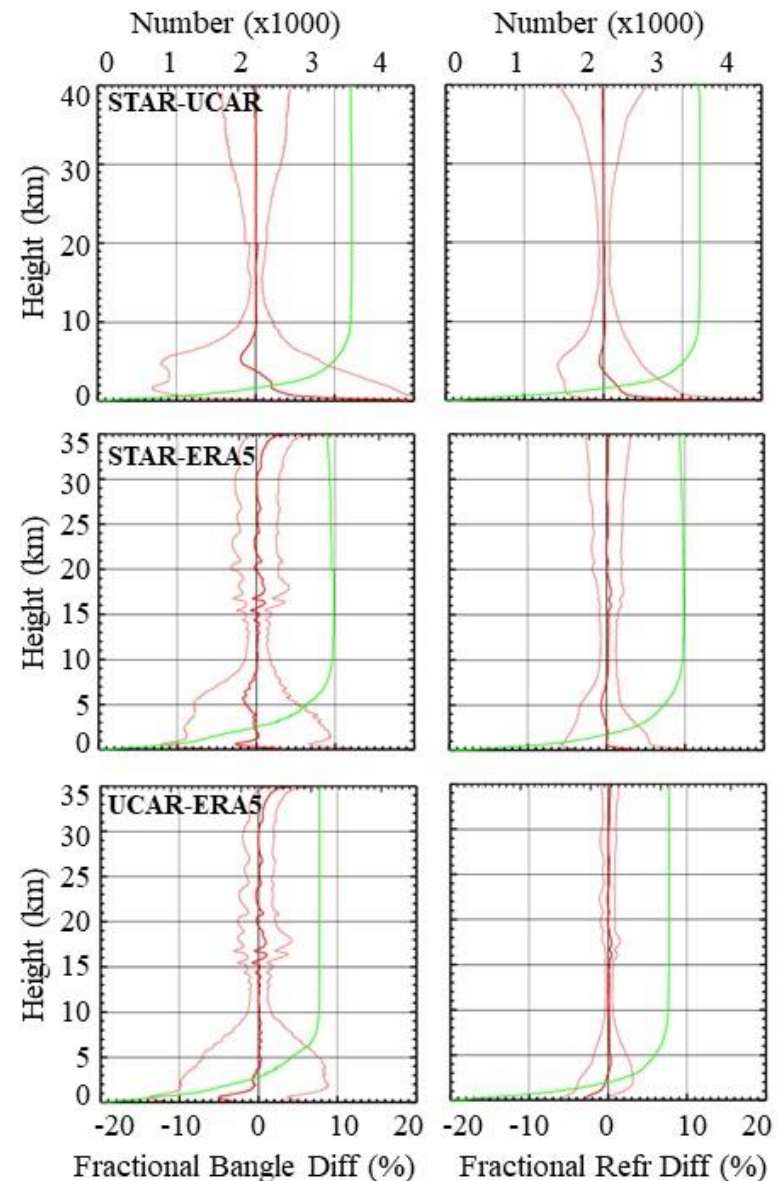 Number (x1000) Number (x1000)
0 1 2 3 4 0 1 2 3 4
STAR-UCAR
40
30
20
10
0
Height (km)
STAR-ERA5
35
30
25
20
15
10
5
0
Height (km)
UCAR-ERA5
35
30
25
20
15
10
5
0
Height (km)
-20 -10 0 10 20 -20 -10 0 10 20
Fractional Bangle Diff (%) Fractional Refr Diff (%)